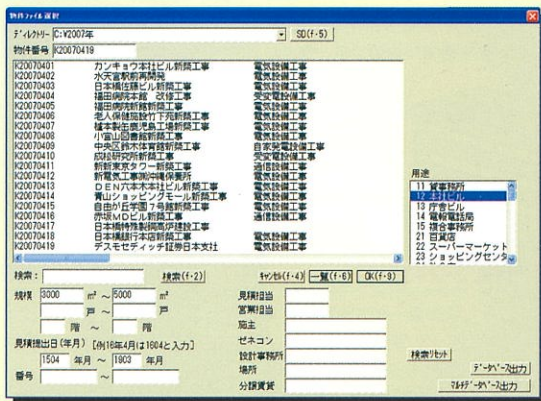 物件ファイル選択
ディレクトリー C:¥2007年 SD(f・5)
物件番号 K20070419
K20070401 カンキョウ本社ビル新築工事 電気設備工事
K20070402 水天宮駅前再開発 電気設備工事
K20070403 日本橋佐藤ビル新築工事 電気設備工事
K20070404 福田病院本館 改修工事 受変電設備工事
K20070405 福田病院新館新築工事 電気設備工事
K20070406 老人保健施設竹下苑新築工事 電気設備工事
K20070407 植本製缶鹿児島工場新築工事 電気設備工事
K20070408 小富山図書館新築工事 電気設備工事
K20070409 中央区鈴木体育館新築工事 自家発電設備工事
K20070410 成松研究所新築工事 受変電設備工事
K20070411 新新東京タワー新築工事 通信設備工事
K20070412 新電気工事㈱沖縄保養所 電気設備工事
K20070413 DEN六本木本社ビル新築工事 電気設備工事
K20070414 青山ショッピングモール新築工事 電気設備工事
K20070415 自由が丘学園7号館新築工事 電気設備工事
K20070416 赤坂MDビル新築工事 通信設備工事
K20070417 日本橋特殊製鋼高炉建設工事
K20070418 日本橋銀行本店新築工事 電気設備工事
K20070419 デスモセディッチ証券日本支社 電気設備工事
用途
11 貸事務所
12 本社ビル
13 庁舎ビル
14 電報電話局
15 複合事務所
21 百貨店
22 スーパーマーケット
23 ショッピングセンタ
検索: 検索(f・2) キャンセル(f・4) 一覧(f・6) OK(f・9)
規模 3000 ㎡ ～ 5000 ㎡
戸 ～ 戸
階 ～ 階
見積提出日(年月) [例16年4月は1604と入力]
1504 年月 ～ 1903 年月
番号 ～
見積担当
営業担当
施主
ゼネコン
設計事務所
場所
分譲賃貸
検索リセット
データベース出力
マルチデータベース出力